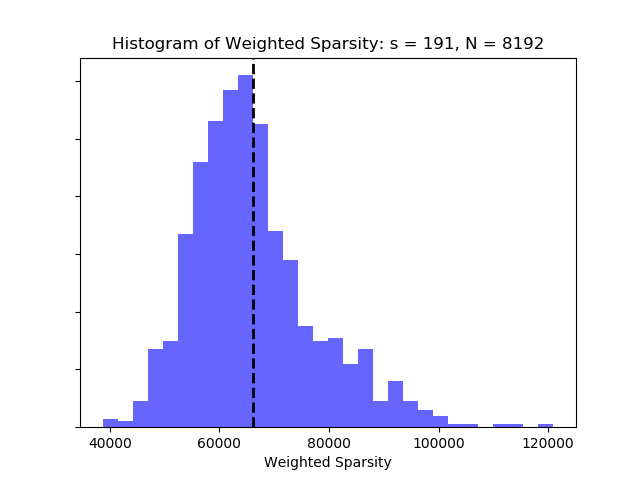 Histogram of Weighted Sparsity: s = 191, N = 8192
40000 60000 80000 100000 120000
Weighted Sparsity